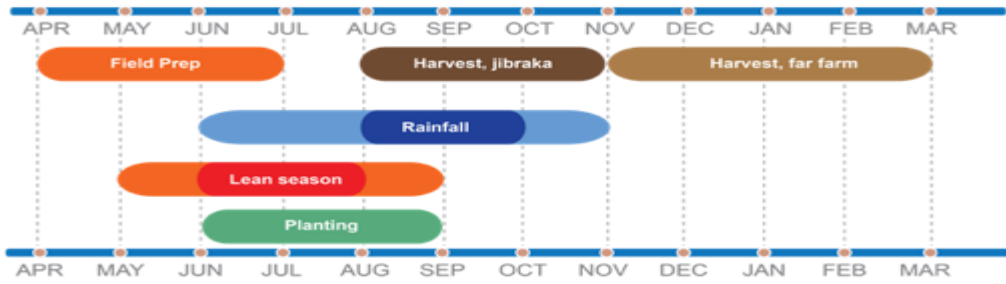 APR MAY JUN JUL AUG SEP OCT NOV DEC JAN FEB MAR
Field Prep Harvest, jibraka Harvest, far farm
Rainfall
Lean season
Planting
APR MAY JUN JUL AUG SEP OCT NOV DEC JAN FEB MAR